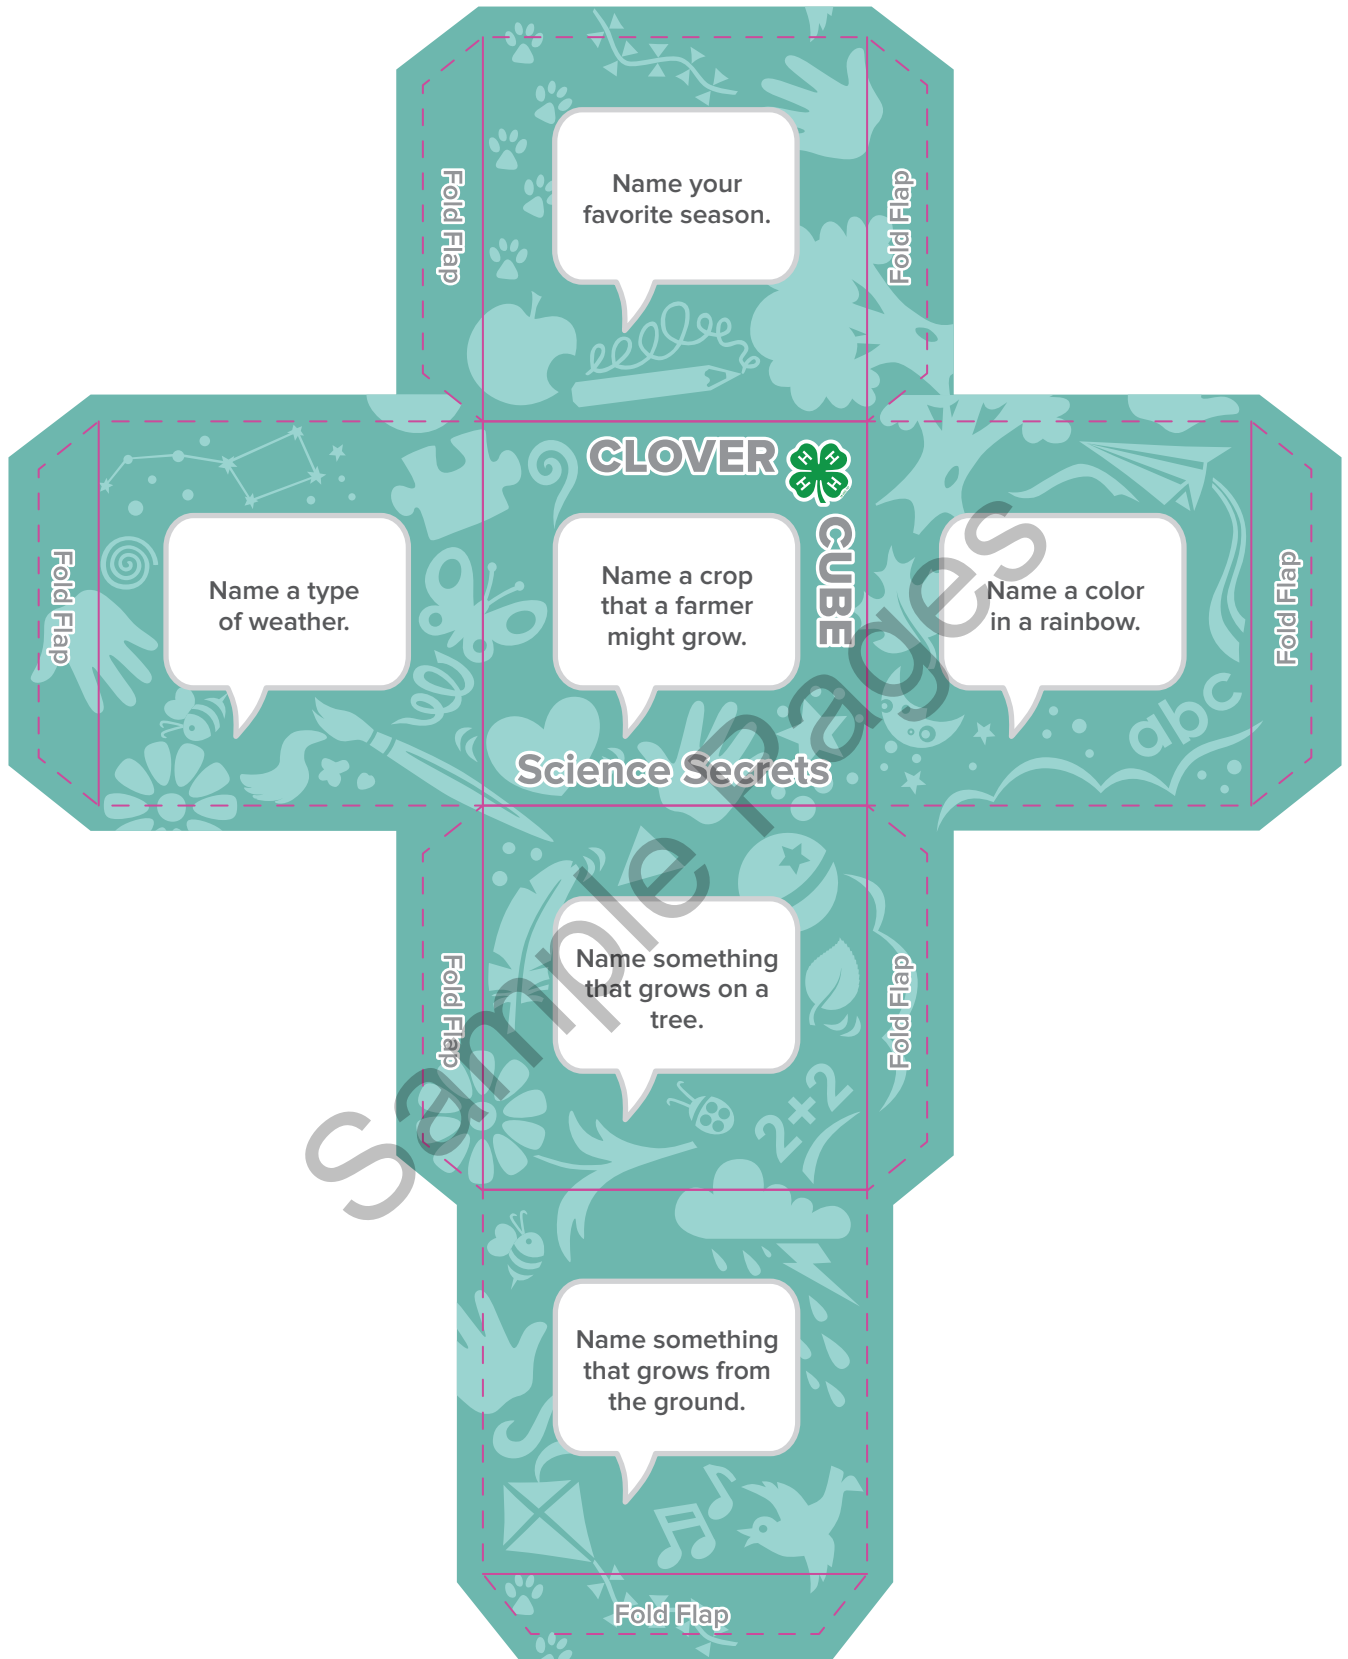 Name your
favorite season.
Fold Flap
Fold Flap
CLOVER
H H H H
CUBE
Fold Flap
Name a type
of weather.
Name a crop
that a farmer
might grow.
Name a color
in a rainbow.
Fold Flap
abc
Science Secrets
Sample Pages
Name something
that grows on a
tree.
Fold Flap
Fold Flap
2+2
Name something
that grows from
the ground.
Fold Flap